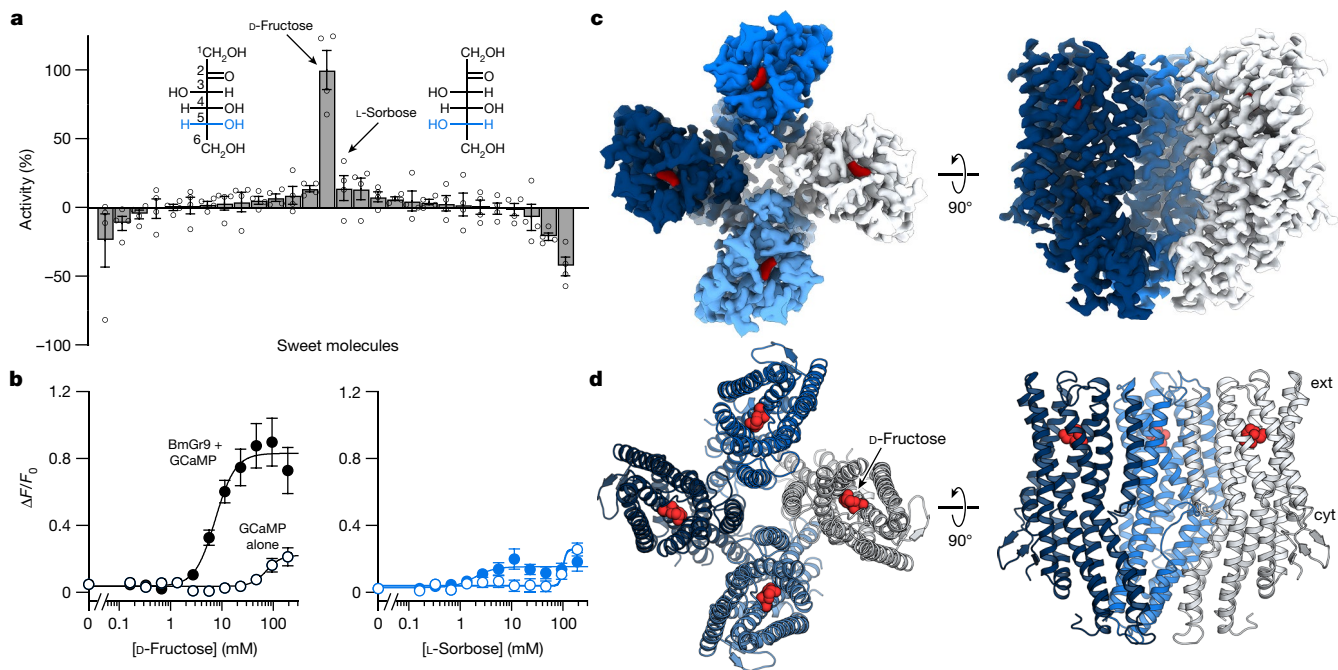 a
D-Fructose
L-Sorbose
¹CH₂OH
2
O
3
HO H
4
H OH
5
H OH
6
CH₂OH
CH₂OH
O
HO H
H OH
HO H
CH₂OH
Activity (%)
100
50
0
−50
−100
Sweet molecules
b
ΔF/F₀
1.2
0.8
0.4
0
BmGr9 +
GCaMP
GCaMP
alone
0 0.1 1 10 100
[D-Fructose] (mM)
1.2
0.8
0.4
0
0 0.1 1 10 100
[L-Sorbose] (mM)
c
90°
d
D-Fructose
90°
ext
cyt